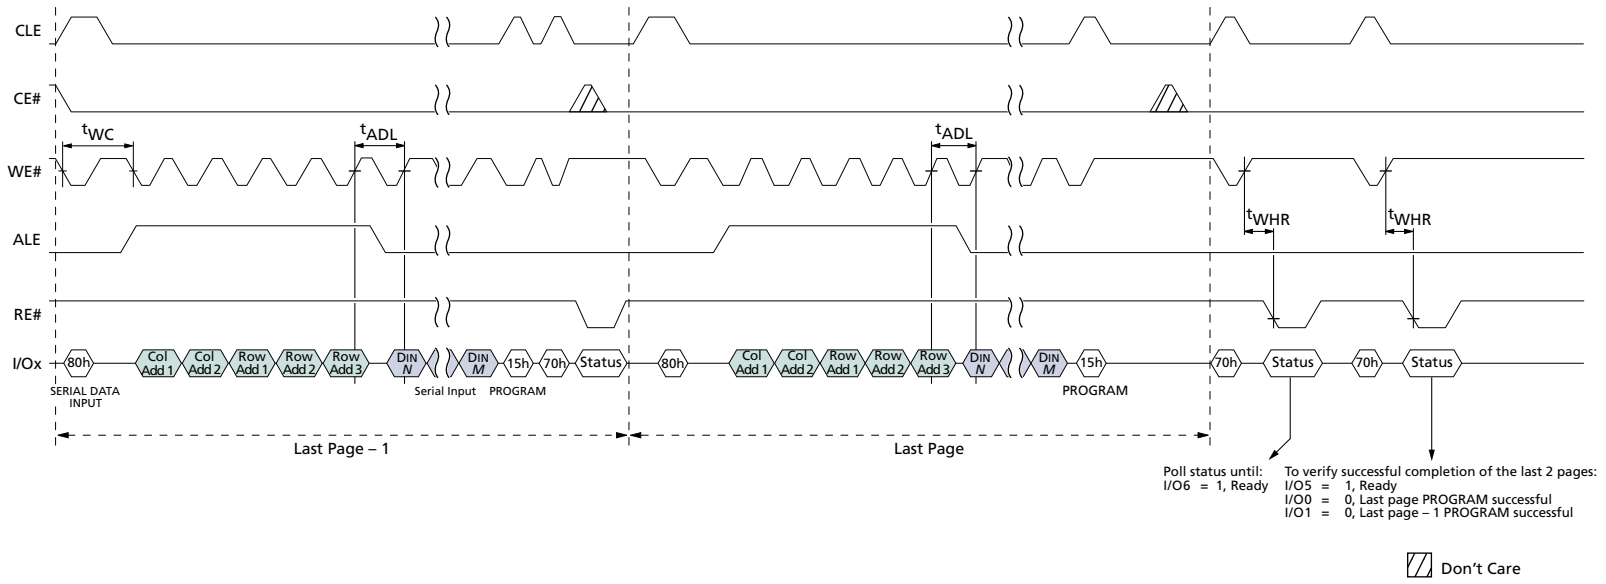 CLE
CE#
tWC
tADL
tADL
WE#
tWHR
tWHR
ALE
RE#
I/Ox
80h
Col Add 1
Col Add 2
Row Add 1
Row Add 2
Row Add 3
DIN N
DIN M
15h
70h
Status
80h
Col Add 1
Col Add 2
Row Add 1
Row Add 2
Row Add 3
DIN N
DIN M
15h
70h
Status
70h
Status
SERIAL DATA
INPUT
Serial Input
PROGRAM
PROGRAM
Last Page – 1
Last Page
Poll status until:
I/O6 = 1, Ready
To verify successful completion of the last 2 pages:
I/O5 = 1, Ready
I/O0 = 0, Last page PROGRAM successful
I/O1 = 0, Last page – 1 PROGRAM successful
Don't Care